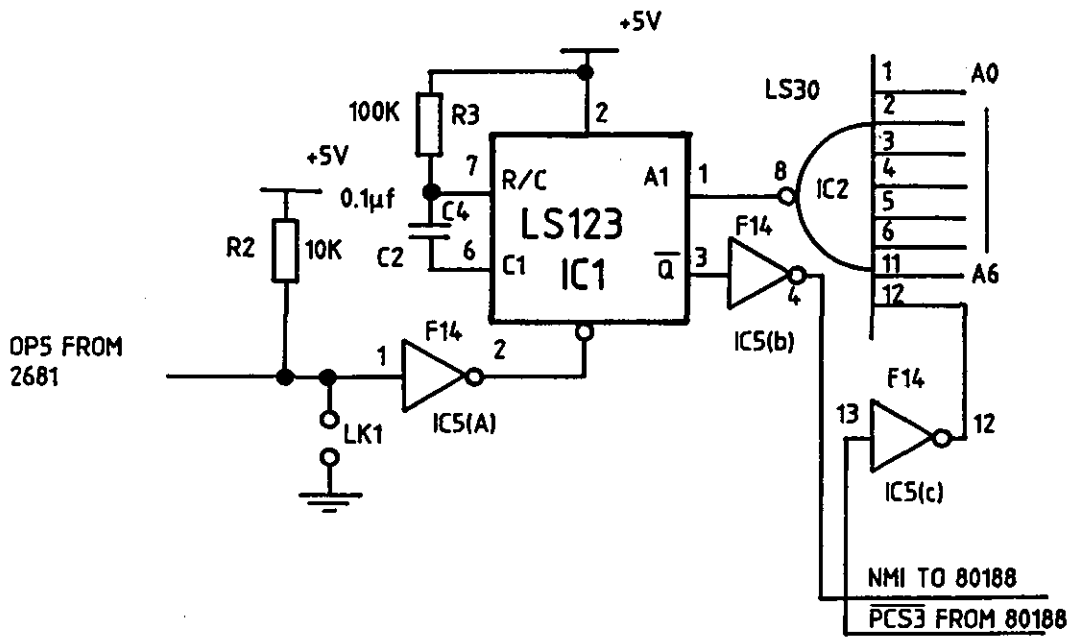 +5V
1
A0
LS30
2
100K
R3
2
3
+5V
7
R/C
A1
1
8
4
0.1µf
C4
LS123
IC2
5
R2
10K
C2
6
C1
Q̅
3
F14
6
IC1
11
A6
4
12
OP5 FROM
2681
F14
IC5(b)
1
2
F14
LK1
IC5(A)
13
12
IC5(c)
NMI TO 80188
P̅C̅S̅3̅ FROM 80188